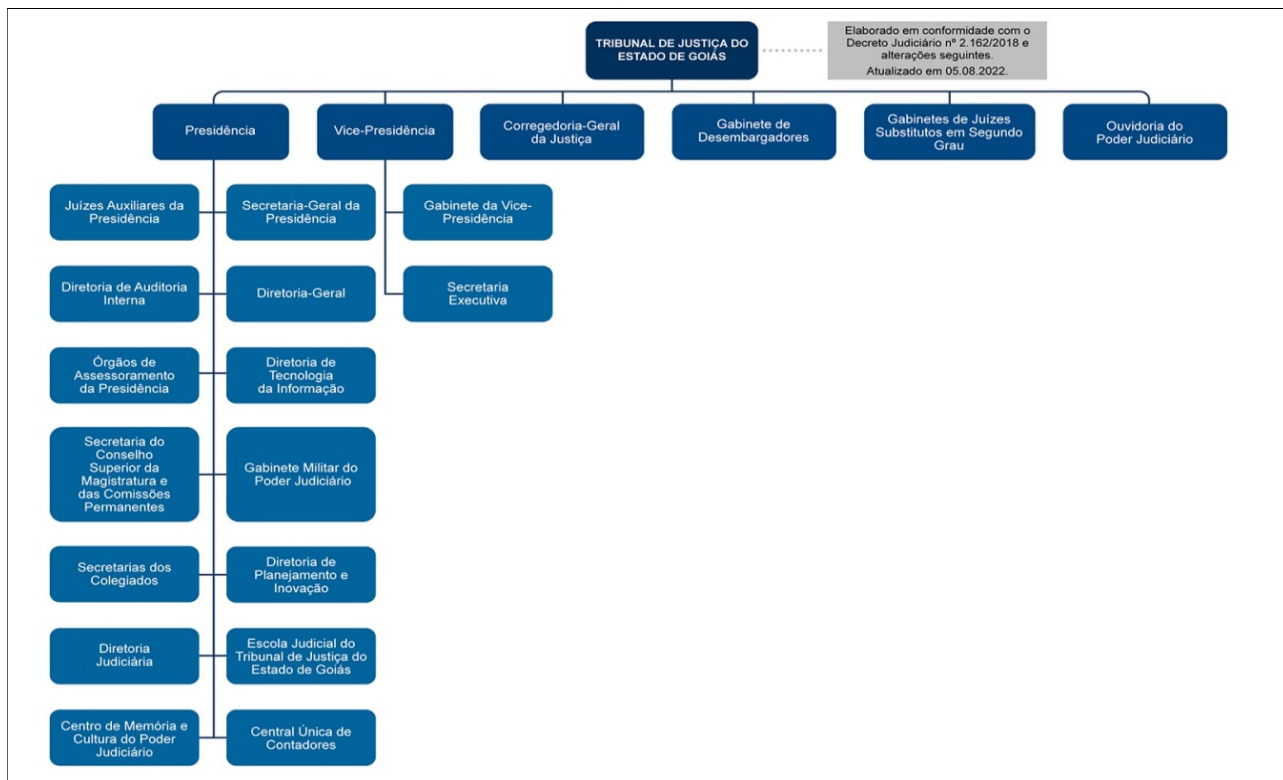 TRIBUNAL DE JUSTIÇA DO
ESTADO DE GOIÁS
Elaborado em conformidade com o
Decreto Judiciário nº 2.162/2018 e
alterações seguintes.
Atualizado em 05.08.2022.
Presidência
Vice-Presidência
Corregedoria-Geral
da Justiça
Gabinete de
Desembargadores
Gabinetes de Juízes
Substitutos em Segundo
Grau
Ouvidoria do
Poder Judiciário
Juízes Auxiliares da
Presidência
Secretaria-Geral da
Presidência
Gabinete da Vice-
Presidência
Diretoria de Auditoria
Interna
Diretoria-Geral
Secretaria
Executiva
Órgãos de
Assessoramento
da Presidência
Diretoria de
Tecnologia
da Informação
Secretaria do
Conselho
Superior da
Magistratura e
das Comissões
Permanentes
Gabinete Militar do
Poder Judiciário
Secretarias dos
Colegiados
Diretoria de
Planejamento e
Inovação
Diretoria
Judiciária
Escola Judicial do
Tribunal de Justiça do
Estado de Goiás
Centro de Memória e
Cultura do Poder
Judiciário
Central Única de
Contadores